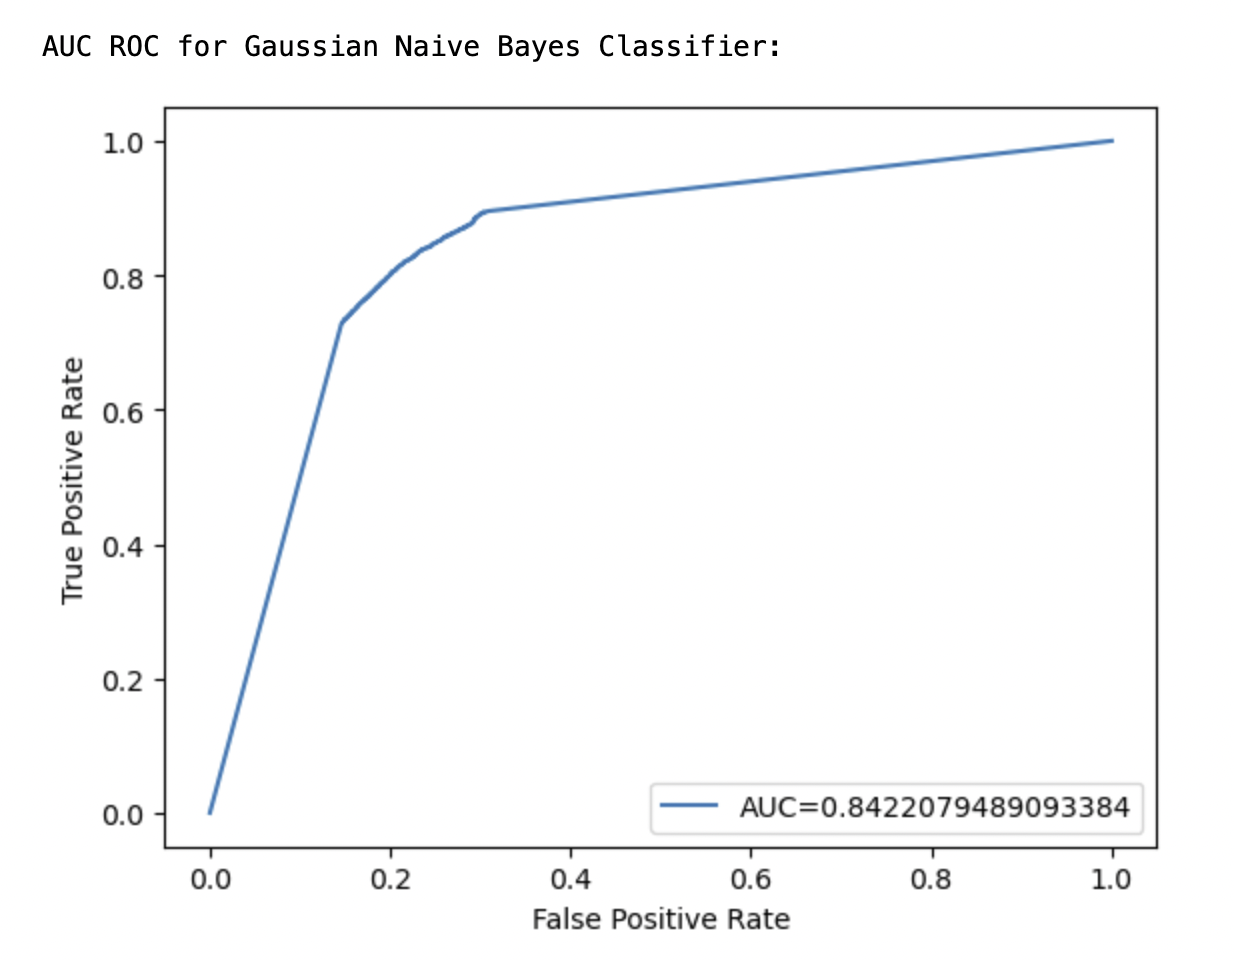 AUC ROC for Gaussian Naive Bayes Classifier:
1.0
0.8
0.6
0.4
0.2
0.0
True Positive Rate
AUC=0.8422079489093384
0.0 0.2 0.4 0.6 0.8 1.0
False Positive Rate